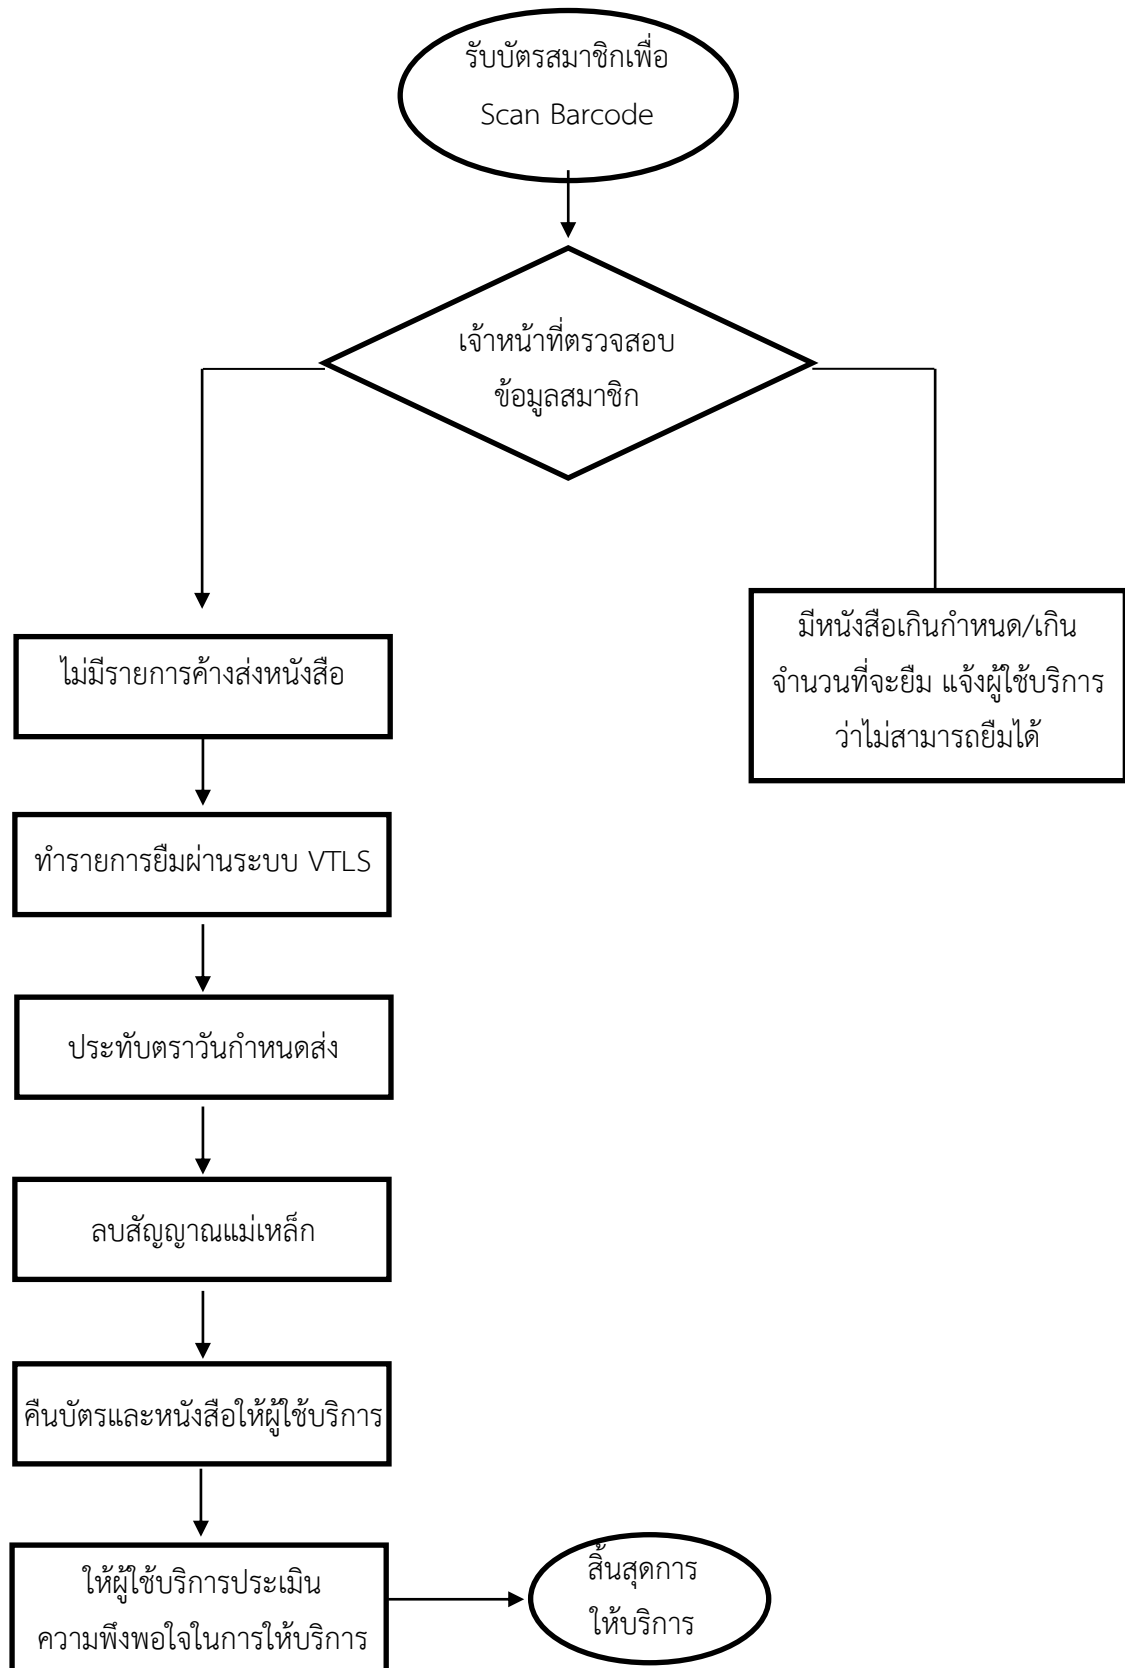 รับบัตรสมาชิกเพื่อ
Scan Barcode
เจ้าหน้าที่ตรวจสอบ
ข้อมูลสมาชิก
ไม่มีรายการค้างส่งหนังสือ
มีหนังสือเกินกำหนด/เกิน
จำนวนที่จะยืม แจ้งผู้ใช้บริการ
ว่าไม่สามารถยืมได้
ทำรายการยืมผ่านระบบ VTLS
ประทับตราวันกำหนดส่ง
ลบสัญญาณแม่เหล็ก
คืนบัตรและหนังสือให้ผู้ใช้บริการ
ให้ผู้ใช้บริการประเมิน
ความพึงพอใจในการให้บริการ
สิ้นสุดการ
ให้บริการ